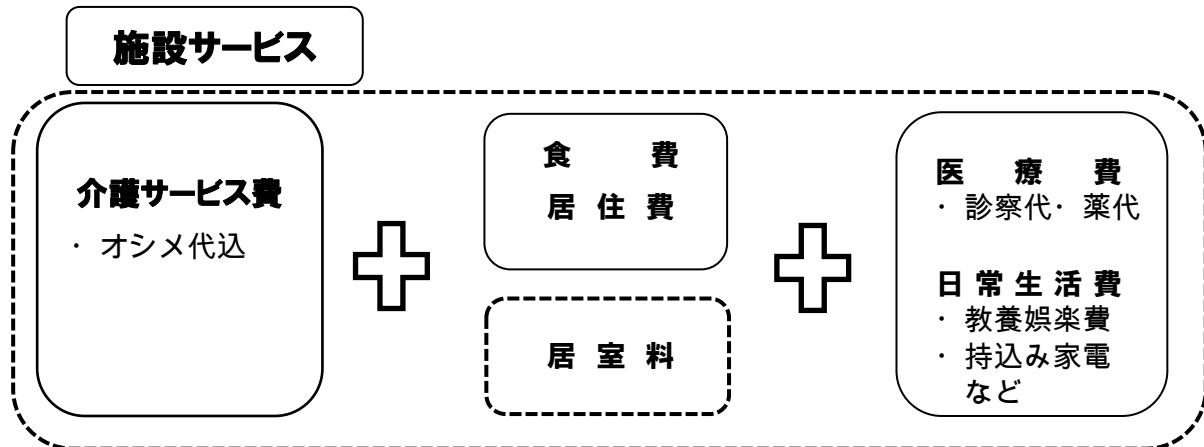 施設サービス
介護サービス費
・オシメ代込
食費
居住費
居室料
医療費
・診察代・薬代
日常生活費
・教養娯楽費
・持込み家電
など